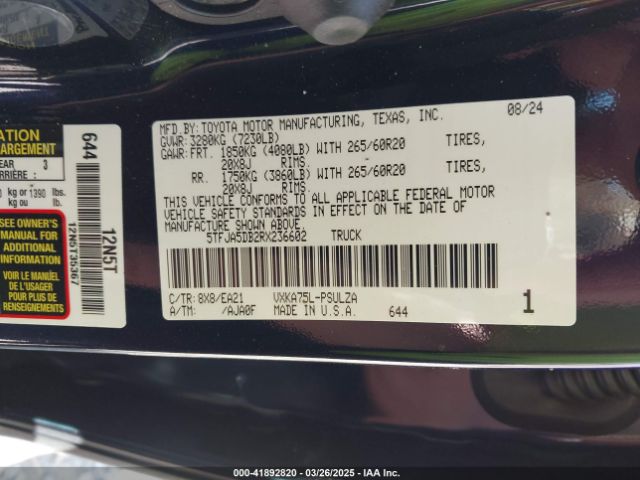 MFD.BY:TOYOTA MOTOR MANUFACTURING, TEXAS, INC. 08/24
GVWR: 3280KG (7230LB)
GAWR: FRT. 1850KG (4080LB) WITH 265/60R20 TIRES,
20X8J RIMS.
RR. 1750KG (3860LB) WITH 265/60R20 TIRES,
20X8J RIMS.
THIS VEHICLE CONFORMS TO ALL APPLICABLE FEDERAL MOTOR
VEHICLE SAFETY STANDARDS IN EFFECT ON THE DATE OF
MANUFACTURE SHOWN ABOVE.
5TFJA5DB2RX236602 TRUCK
C/TR: 8X8/EA21 VXKA75L-PSULZA
A/TM: /AJA0F MADE IN U.S.A. 644
1
ARGEMENT
EAR 3
ARRIÈRE :
kg or 1390 lbs.
kg ou lb.
SEE OWNER'S
MANUAL FOR
ADDITIONAL
INFORMATION
Voir le Manuel
de L'USAGER
pour plus de
RENSEIGNEMENTS
644
12N5T
12N5T35367
00-41892820 | 03/26/2025 | IAA Inc.